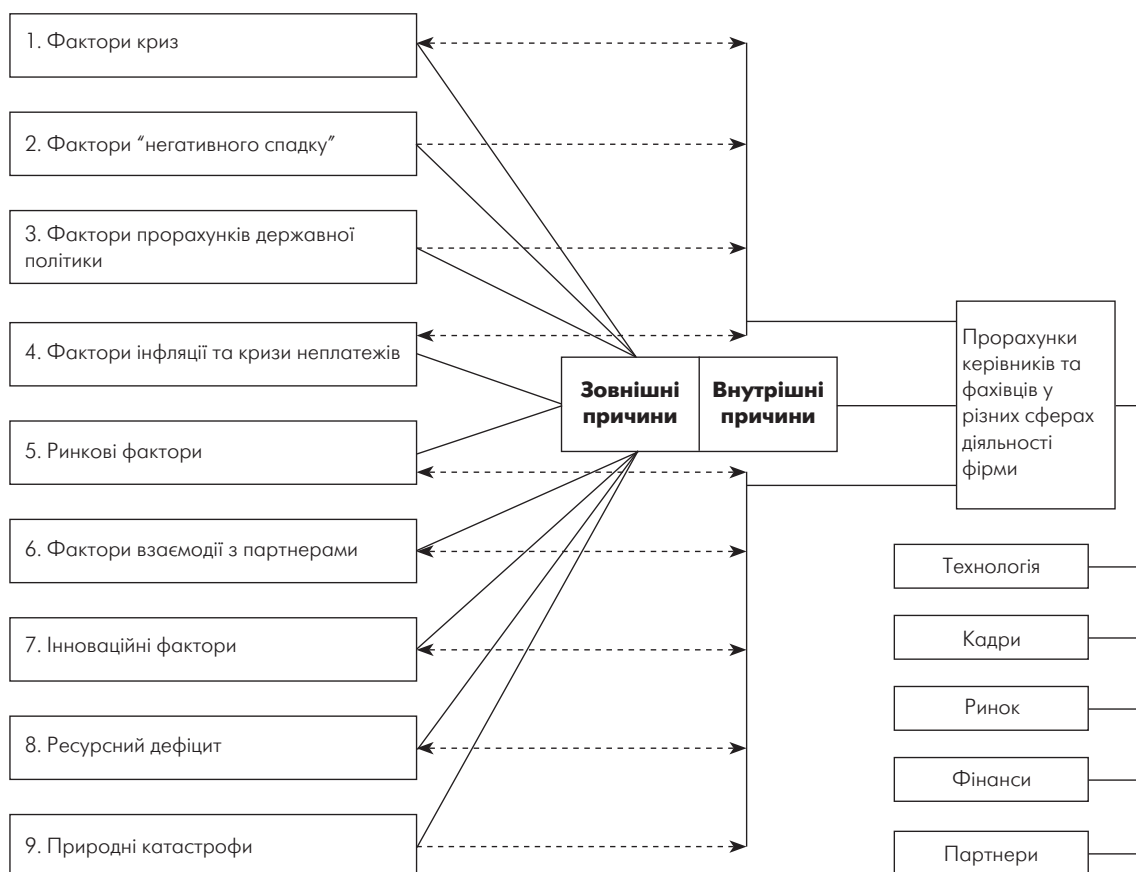 1. Фактори криз
2. Фактори “негативного спадку”
3. Фактори прорахунків державної
політики
4. Фактори інфляції та кризи неплатежів
5. Ринкові фактори
6. Фактори взаємодії з партнерами
7. Інноваційні фактори
8. Ресурсний дефіцит
9. Природні катастрофи
Зовнішні
причини
Внутрішні
причини
Прорахунки
керівників та
фахівців у
різних сферах
діяльності
фірми
Технологія
Кадри
Ринок
Фінанси
Партнери